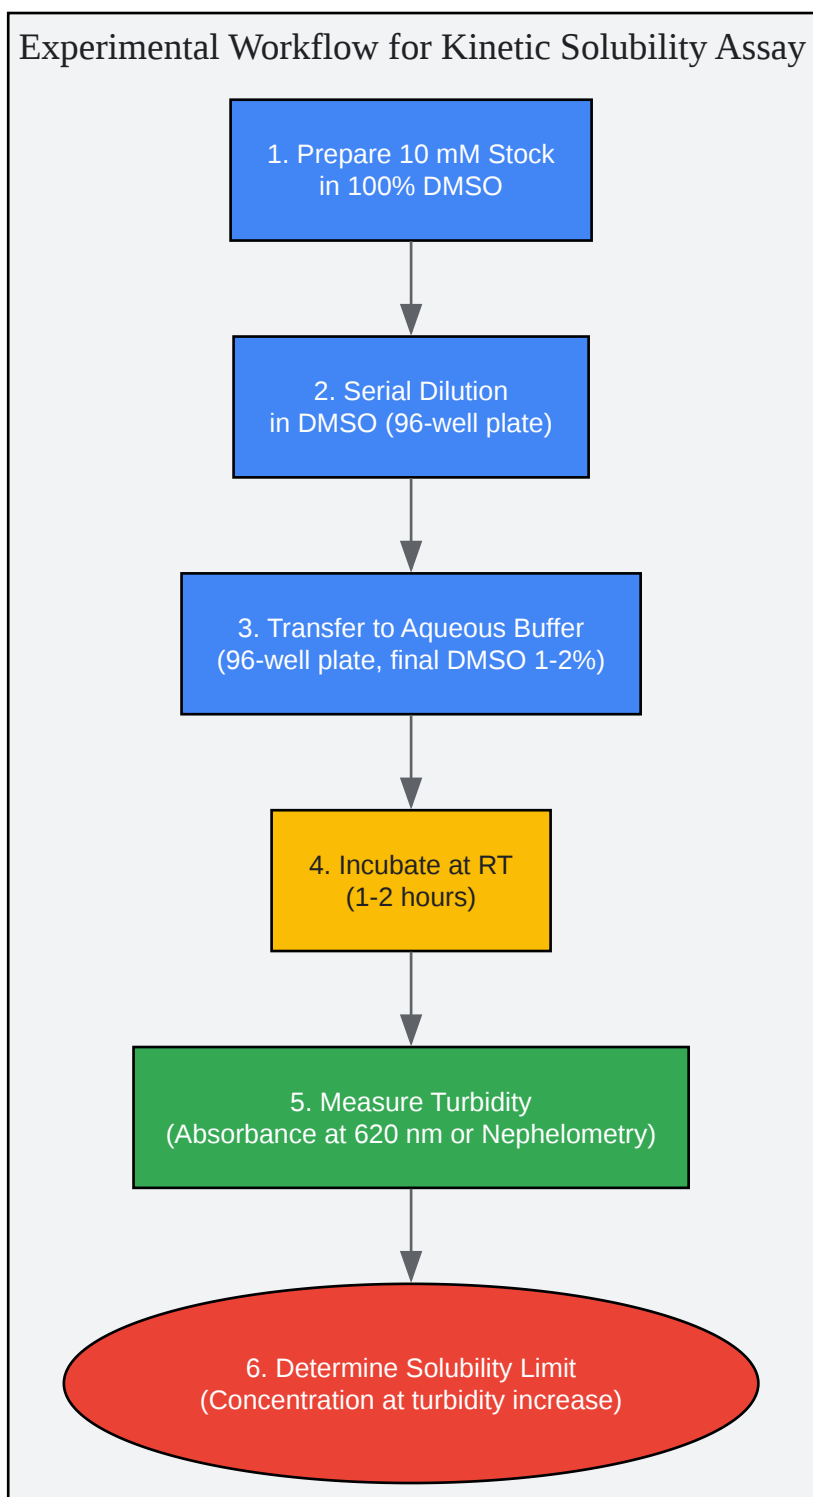 Experimental Workflow for Kinetic Solubility Assay
1. Prepare 10 mM Stock
in 100% DMSO
2. Serial Dilution
in DMSO (96-well plate)
3. Transfer to Aqueous Buffer
(96-well plate, final DMSO 1-2%)
4. Incubate at RT
(1-2 hours)
5. Measure Turbidity
(Absorbance at 620 nm or Nephelometry)
6. Determine Solubility Limit
(Concentration at turbidity increase)